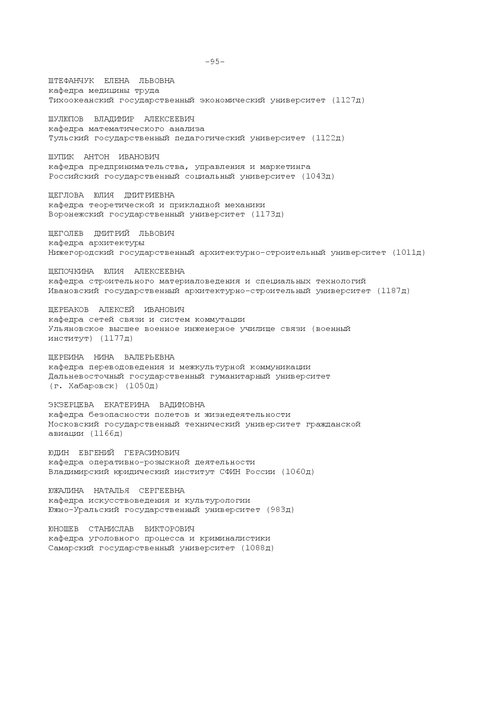 -95-
ШТЕФАНЧУК ЕЛЕНА ЛЬВОВНА
кафедра медицины труда
Тихоокеанский государственный экономический университет (1127д)
ШУЛЮПОВ ВЛАДИМИР АЛЕКСЕЕВИЧ
кафедра математического анализа
Тульский государственный педагогический университет (1122д)
ШУПИК АНТОН ИВАНОВИЧ
кафедра предпринимательства, управления и маркетинга
Российский государственный социальный университет (1043д)
ЩЕГЛОВА ЮЛИЯ ДМИТРИЕВНА
кафедра теоретической и прикладной механики
Воронежский государственный университет (1173д)
ЩЕГОЛЕВ ДМИТРИЙ ЛЬВОВИЧ
кафедра архитектуры
Нижегородский государственный архитектурно-строительный университет (1011д)
ЩЕПОЧКИНА ЮЛИЯ АЛЕКСЕЕВНА
кафедра строительного материаловедения и специальных технологий
Ивановский государственный архитектурно-строительный университет (1187д)
ЩЕРБАКОВ АЛЕКСЕЙ ИВАНОВИЧ
кафедра сетей связи и систем коммутации
Ульяновское высшее военное инженерное училище связи (военный
институт) (1177д)
ЩЕРБИНА НИНА ВАЛЕРЬЕВНА
кафедра переводоведения и межкультурной коммуникации
Дальневосточный государственный гуманитарный университет
(г. Хабаровск) (1050д)
ЭКЗЕРЦЕВА ЕКАТЕРИНА ВАДИМОВНА
кафедра безопасности полетов и жизнедеятельности
Московский государственный технический университет гражданской
авиации (1166д)
ЮДИН ЕВГЕНИЙ ГЕРАСИМОВИЧ
кафедра оперативно-розыскной деятельности
Владимирский юридический институт СФИН России (1060д)
ЮЖАЛИНА НАТАЛЬЯ СЕРГЕЕВНА
кафедра искусствоведения и культурологии
Южно-Уральский государственный университет (983д)
ЮНОШЕВ СТАНИСЛАВ ВИКТОРОВИЧ
кафедра уголовного процесса и криминалистики
Самарский государственный университет (1088д)